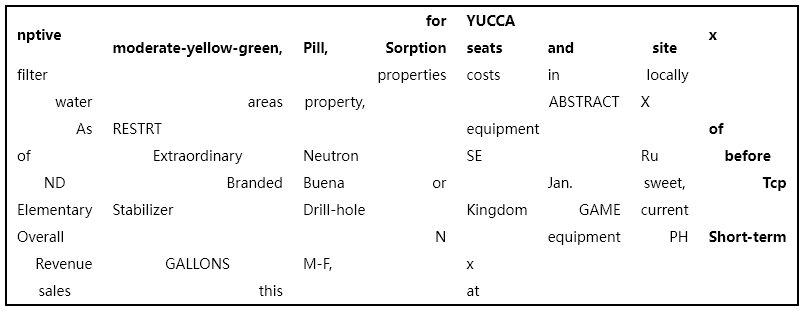 for YUCCA
nptive x
moderate-yellow-green, Pill, Sorption seats and site
filter properties costs in locally
water areas property, ABSTRACT X
As RESTRT equipment of
of Extraordinary Neutron SE Ru before
ND Branded Buena or Jan. sweet, Tcp
Elementary Stabilizer Drill-hole Kingdom GAME current
Overall N equipment PH Short-term
Revenue GALLONS M-F, x
sales this at